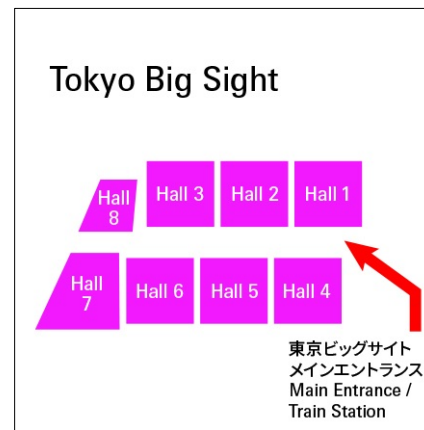 Tokyo Big Sight
Hall 3
Hall 2
Hall 1
Hall
8
Hall
7
Hall 6
Hall 5
Hall 4
東京ビッグサイト
メインエントランス
Main Entrance /
Train Station